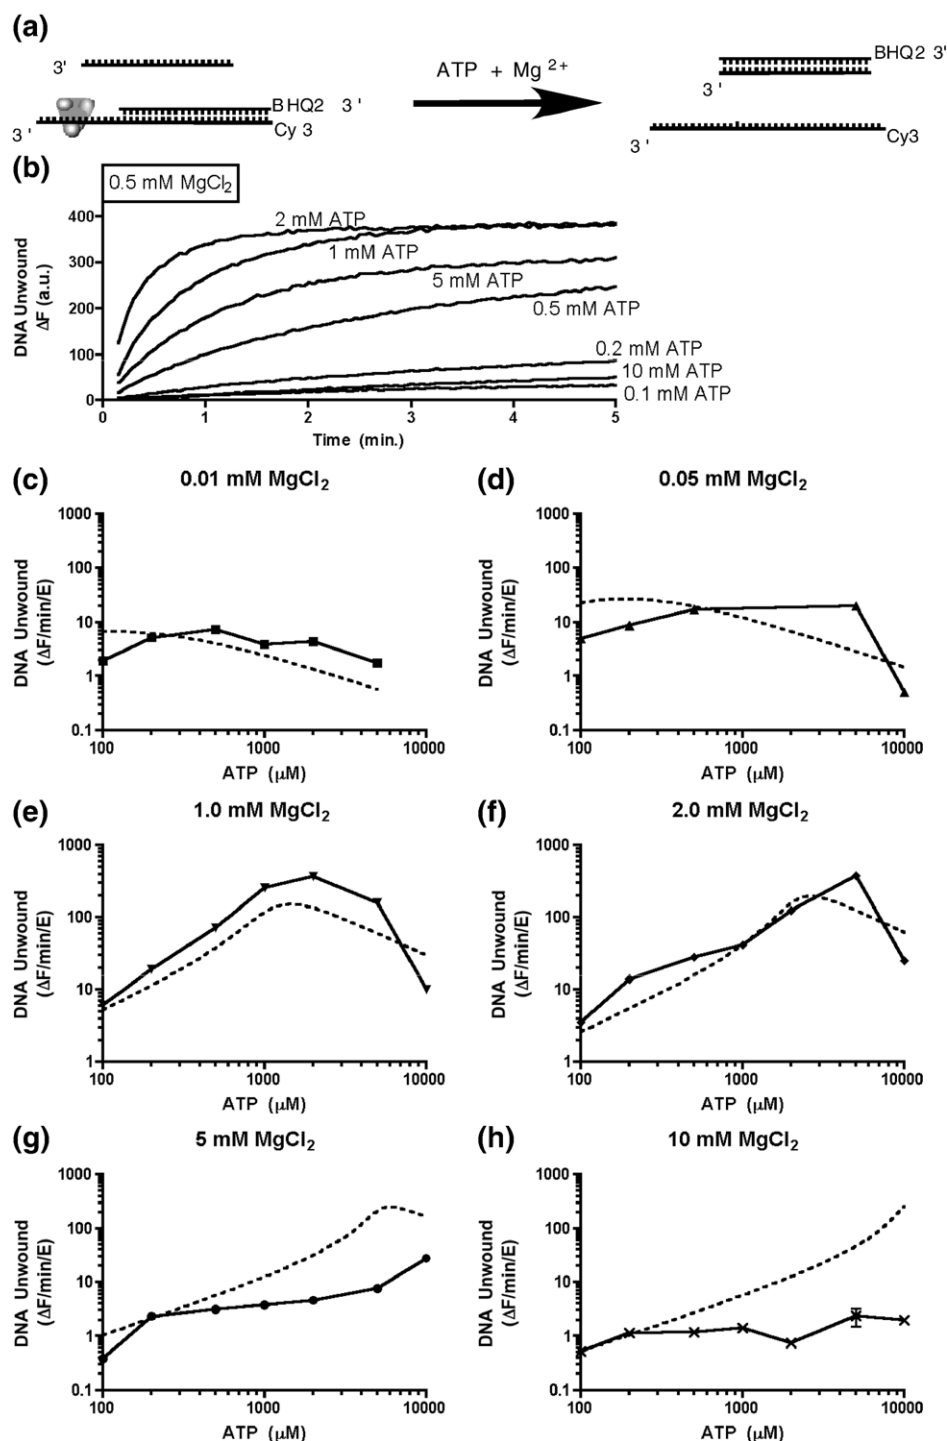 (a)
3'
BHQ2 3'
3' Cy3
ATP + Mg 2+
BHQ2 3'
3'
Cy3
3'
(b)
0.5 mM MgCl2
DNA Unwound
ΔF (a.u.)
400
300
200
100
0
2 mM ATP
1 mM ATP
5 mM ATP
0.5 mM ATP
0.2 mM ATP
10 mM ATP
0.1 mM ATP
0 1 2 3 4 5
Time (min.)
(c) 0.01 mM MgCl2
DNA Unwound
(ΔF/min/E)
1000
100
10
1
0.1
100 1000 10000
ATP (μM)
(d) 0.05 mM MgCl2
DNA Unwound
(ΔF/min/E)
1000
100
10
1
0.1
100 1000 10000
ATP (μM)
(e) 1.0 mM MgCl2
DNA Unwound
(ΔF/min/E)
1000
100
10
1
100 1000 10000
ATP (μM)
(f) 2.0 mM MgCl2
DNA Unwound
(ΔF/min/E)
1000
100
10
1
100 1000 10000
ATP (μM)
(g) 5 mM MgCl2
DNA Unwound
(ΔF/min/E)
1000
100
10
1
0.1
100 1000 10000
ATP (μM)
(h) 10 mM MgCl2
DNA Unwound
(ΔF/min/E)
1000
100
10
1
0.1
100 1000 10000
ATP (μM)